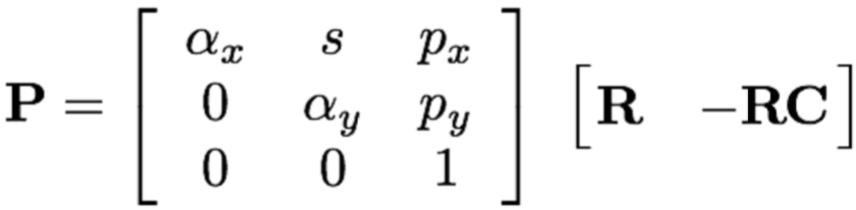 P = [ αx s px ] [ R −RC ]
0 αy py
0 0 1